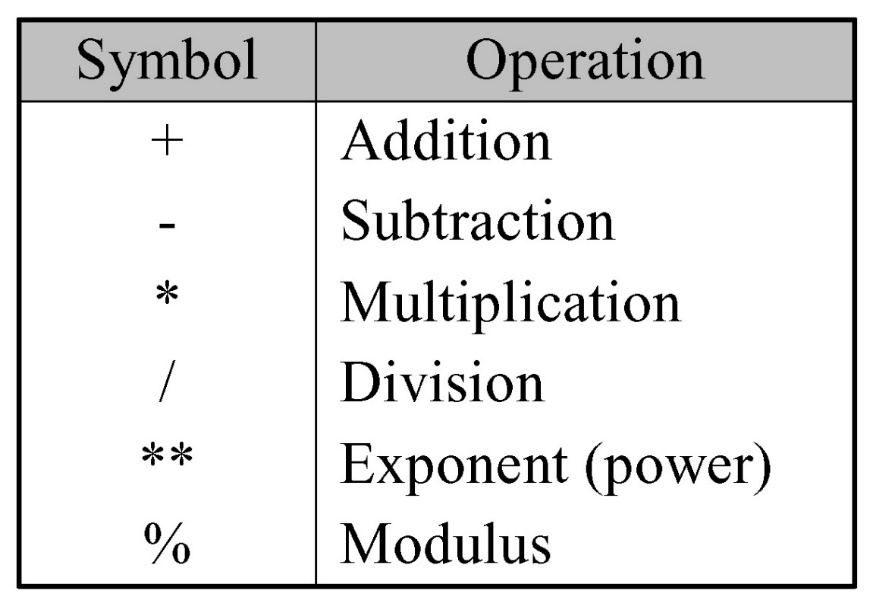 Symbol Operation
+ Addition
- Subtraction
* Multiplication
/ Division
** Exponent (power)
% Modulus